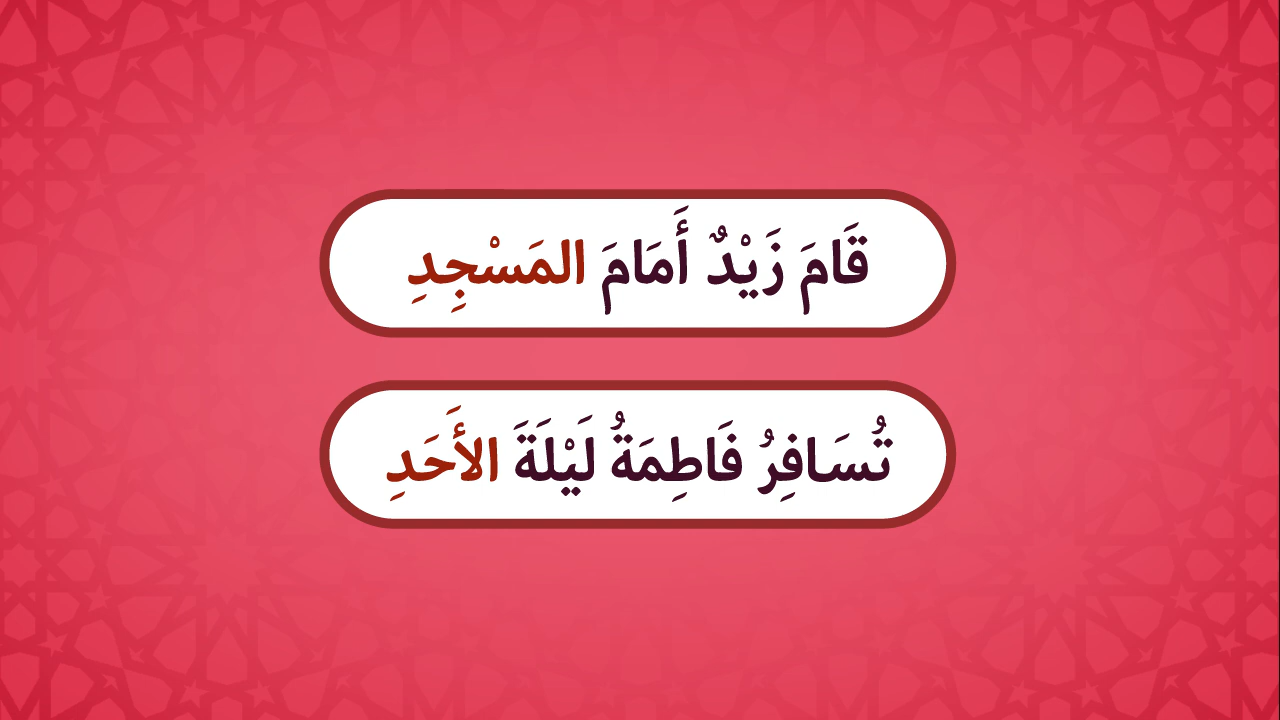 قَامَ زَيْدٌ أَمَامَ المَسْجِدِ
تُسَافِرُ فَاطِمَةُ لَيْلَةَ الأَحَدِ